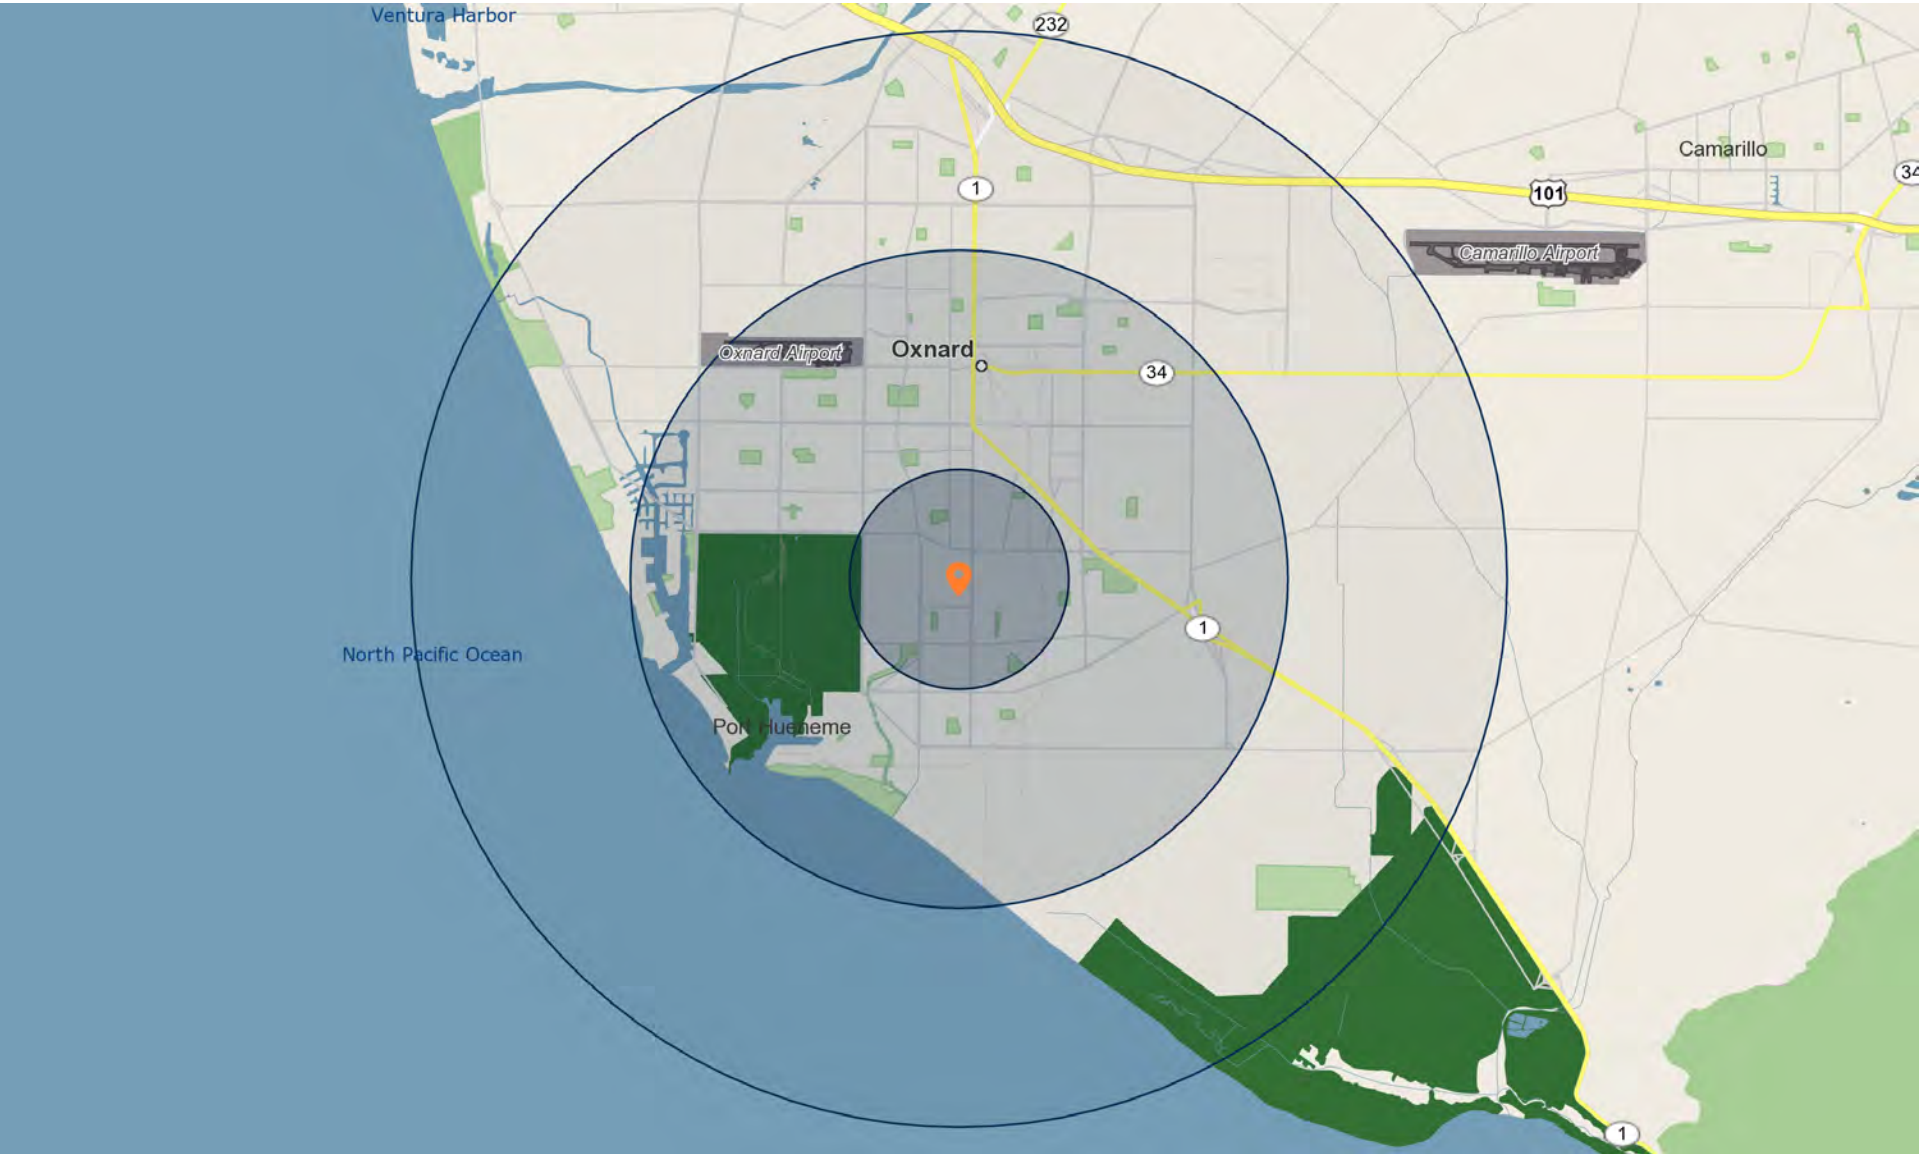 Ventura Harbor
232
Camarillo
34
1
101
Camarillo Airport
Oxnard
Oxnard Airport
34
1
North Pacific Ocean
Port Hueneme
1